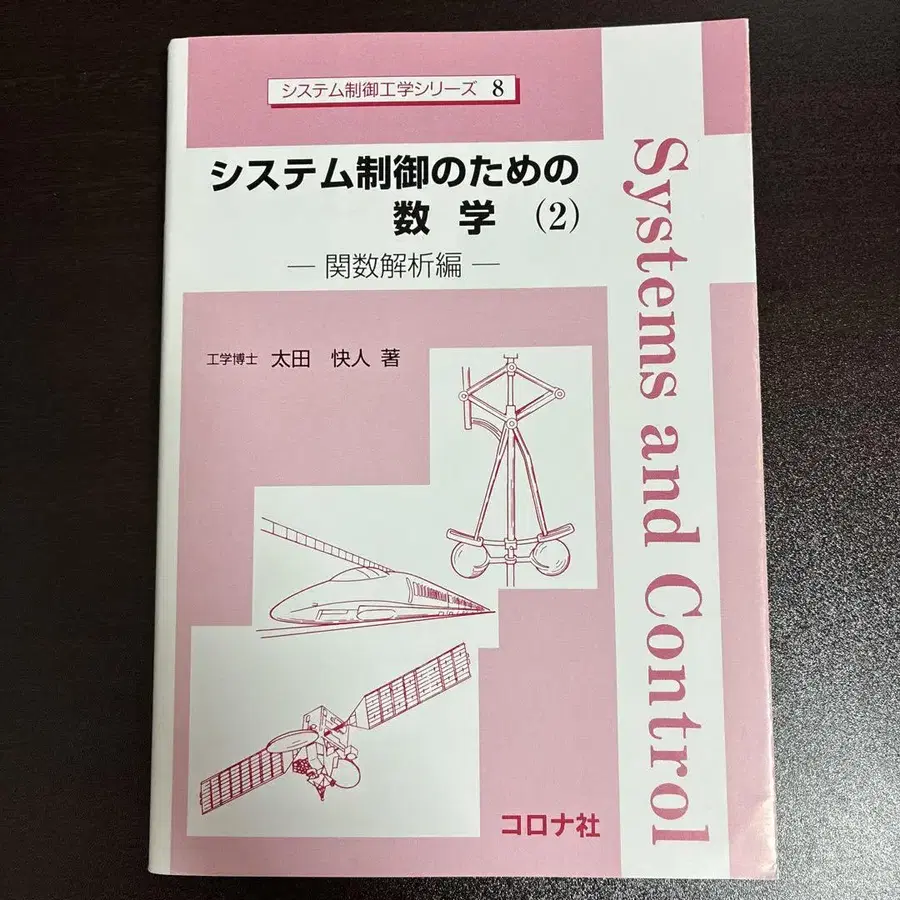 システム制御工学シリーズ 8
システム制御のための
数学 (2)
― 関数解析編 ―
工学博士 太田 快人 著
Systems and Control
コロナ社